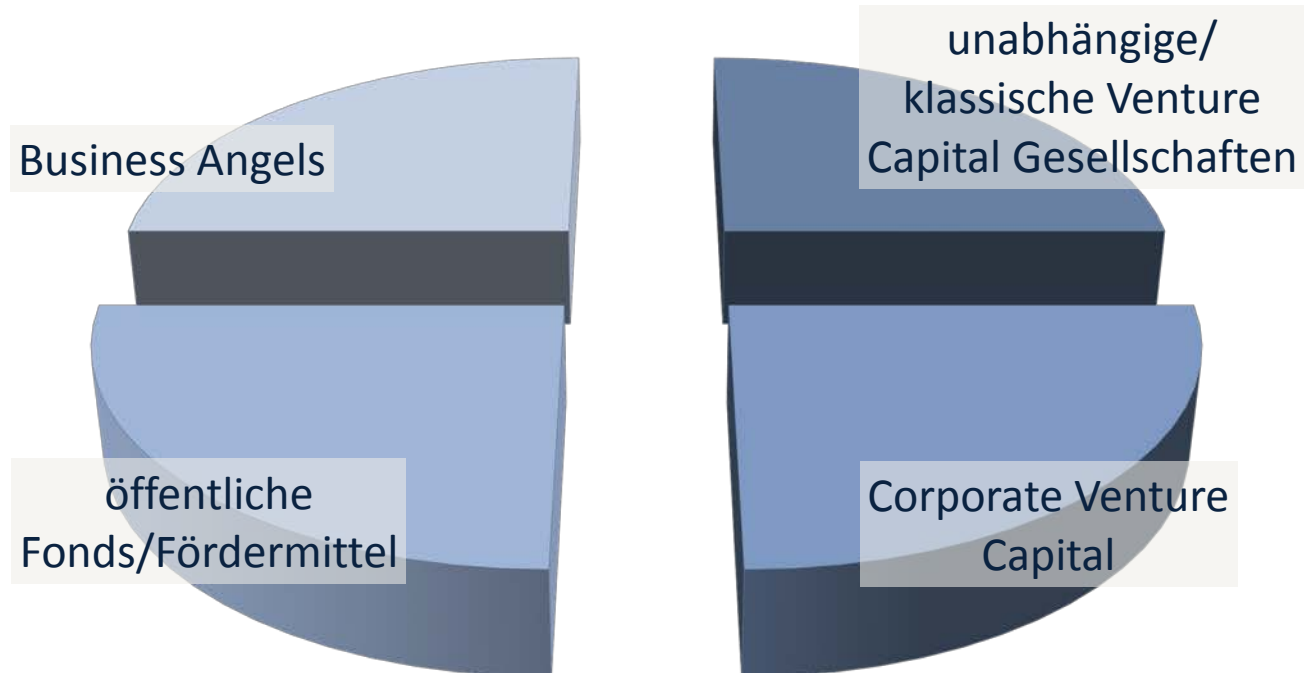 unabhängige/
klassische Venture
Capital Gesellschaften
Business Angels
öffentliche
Fonds/Fördermittel
Corporate Venture
Capital